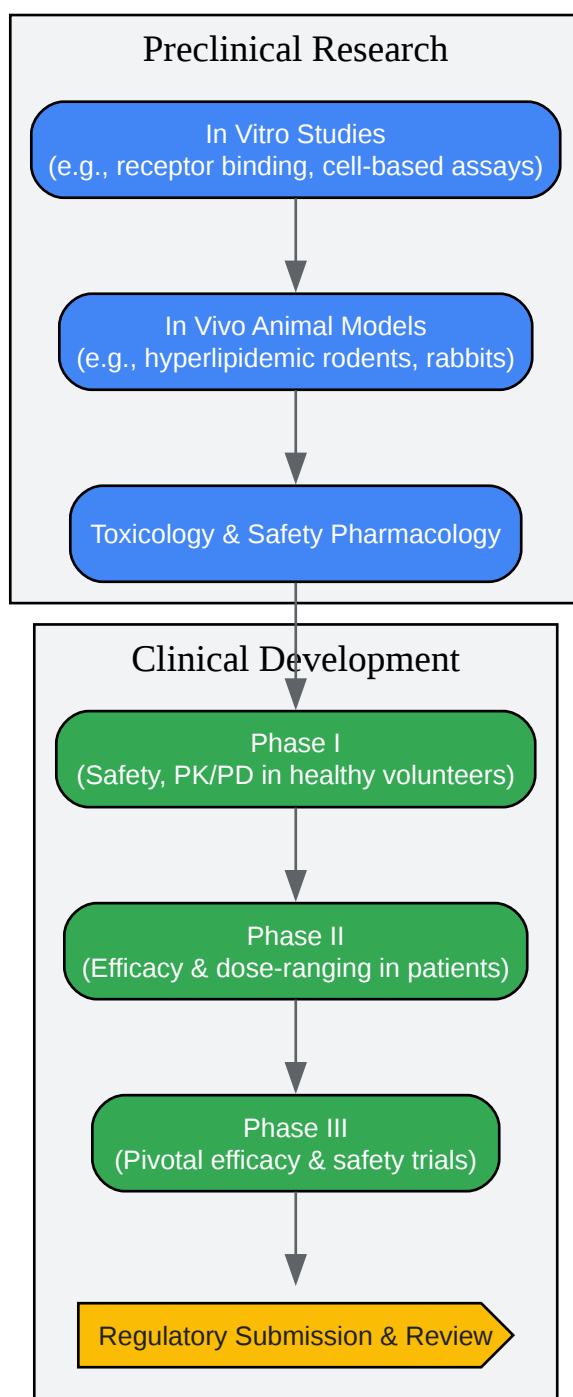 Preclinical Research
In Vitro Studies
(e.g., receptor binding, cell-based assays)
In Vivo Animal Models
(e.g., hyperlipidemic rodents, rabbits)
Toxicology & Safety Pharmacology
Clinical Development
Phase I
(Safety, PK/PD in healthy volunteers)
Phase II
(Efficacy & dose-ranging in patients)
Phase III
(Pivotal efficacy & safety trials)
Regulatory Submission & Review